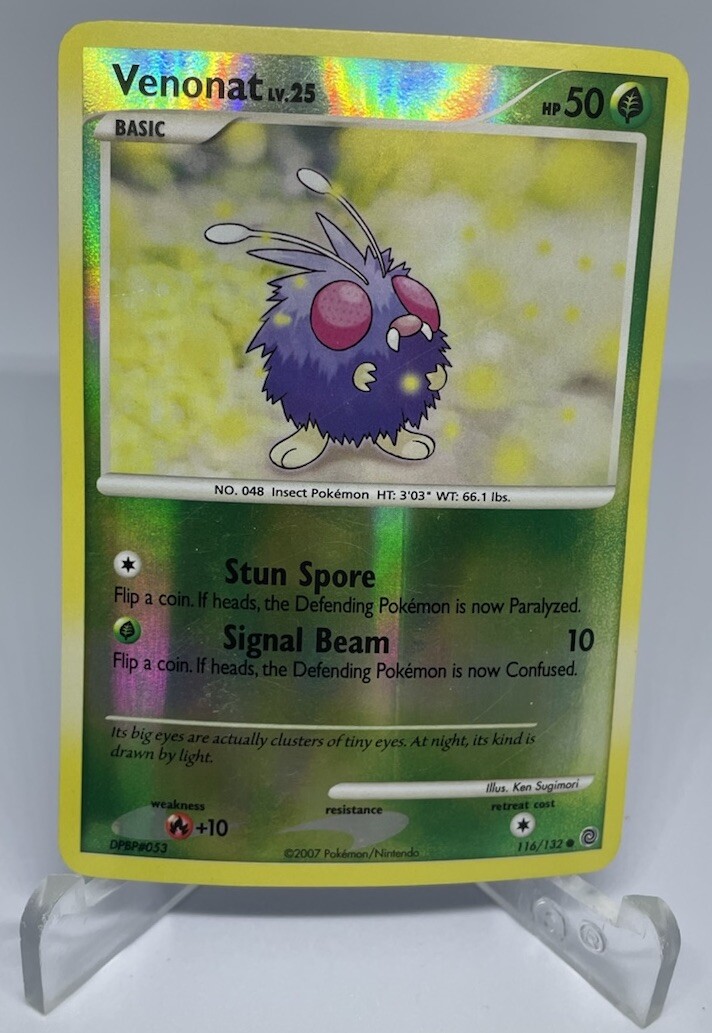 Venonat LV.25
HP 50
BASIC
NO. 048 Insect Pokémon HT: 3'03" WT: 66.1 lbs.
Stun Spore
Flip a coin. If heads, the Defending Pokémon is now Paralyzed.
Signal Beam 10
Flip a coin. If heads, the Defending Pokémon is now Confused.
Its big eyes are actually clusters of tiny eyes. At night, its kind is
drawn by light.
Illus. Ken Sugimori
weakness resistance retreat cost
+10
DPBP#053 116/132
©2007 Pokémon/Nintendo